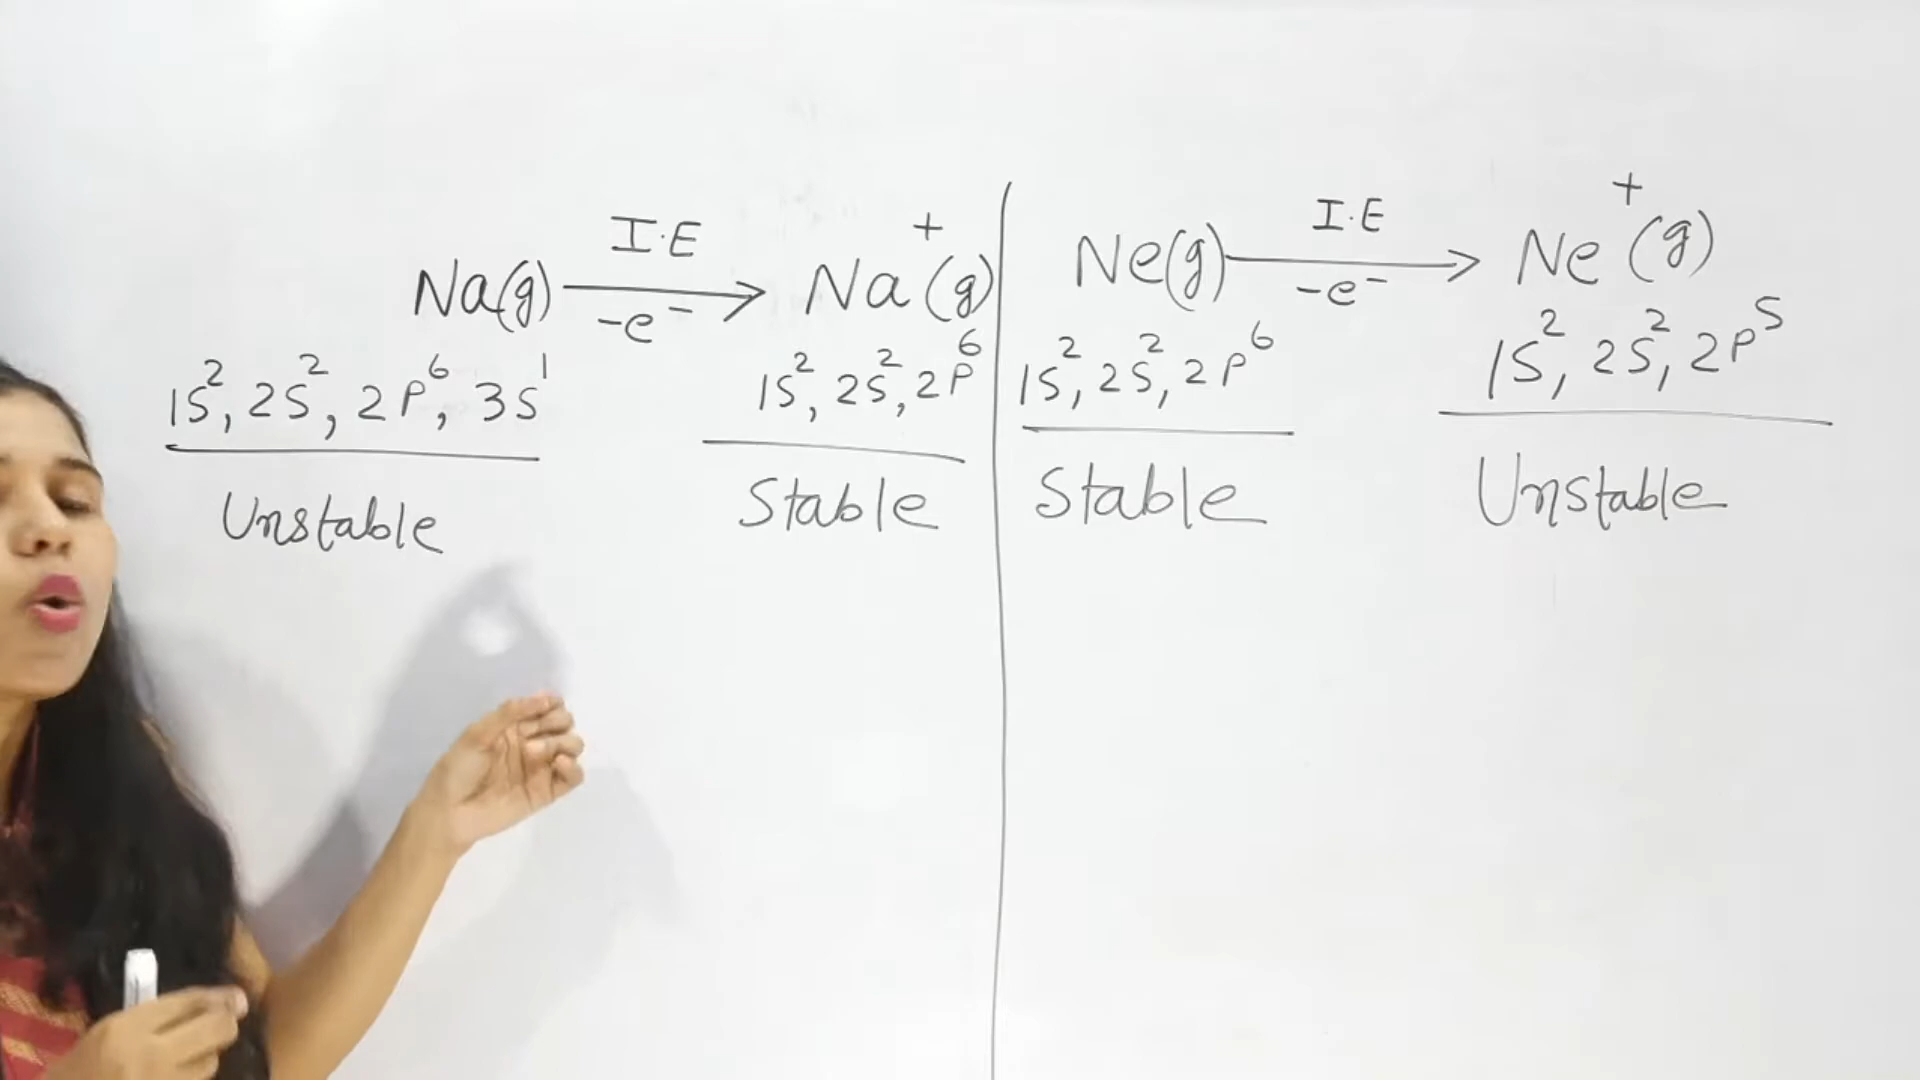 Na(g) —I.E / -e⁻→ Na⁺(g)
1S², 2S², 2P⁶, 3S¹
1S², 2S², 2P⁶
Unstable
Stable
Ne(g) —I.E / -e⁻→ Ne⁺(g)
1S², 2S², 2P⁶
1S², 2S², 2P⁵
Stable
Unstable